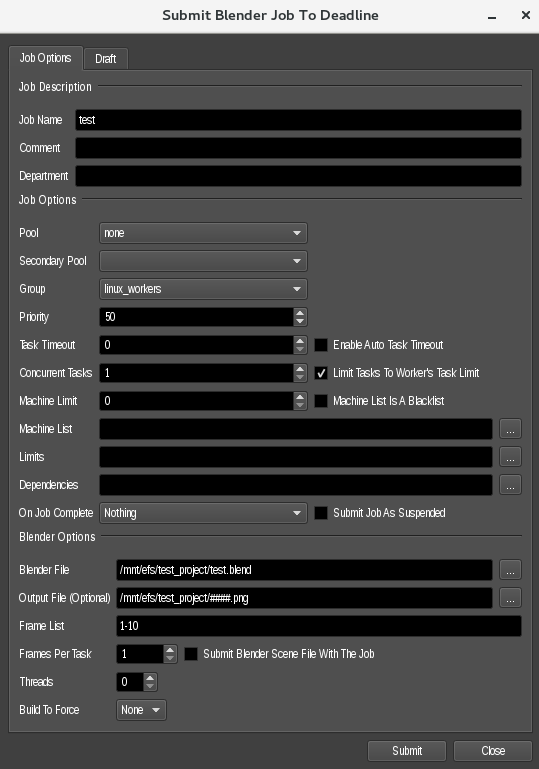 Submit Blender Job To Deadline
Job Options Draft
Job Description
Job Name test
Comment
Department
Job Options
Pool none
Secondary Pool
Group linux_workers
Priority 50
Task Timeout 0 Enable Auto Task Timeout
Concurrent Tasks 1 Limit Tasks To Worker's Task Limit
Machine Limit 0 Machine List Is A Blacklist
Machine List ...
Limits ...
Dependencies ...
On Job Complete Nothing Submit Job As Suspended
Blender Options
Blender File /mnt/efs/test_project/test.blend ...
Output File (Optional) /mnt/efs/test_project/####.png ...
Frame List 1-10
Frames Per Task 1 Submit Blender Scene File With The Job
Threads 0
Build To Force None
Submit Close